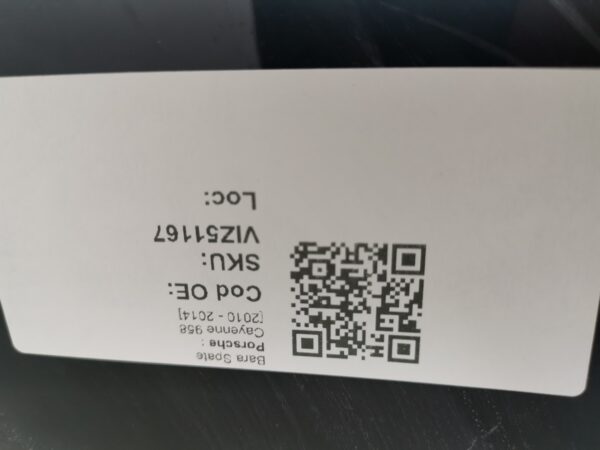 Bara Spate
Porsche :
Cayenne 958
[2010 - 2014]
Cod OE:
SKU:
VIZ51167
Loc: